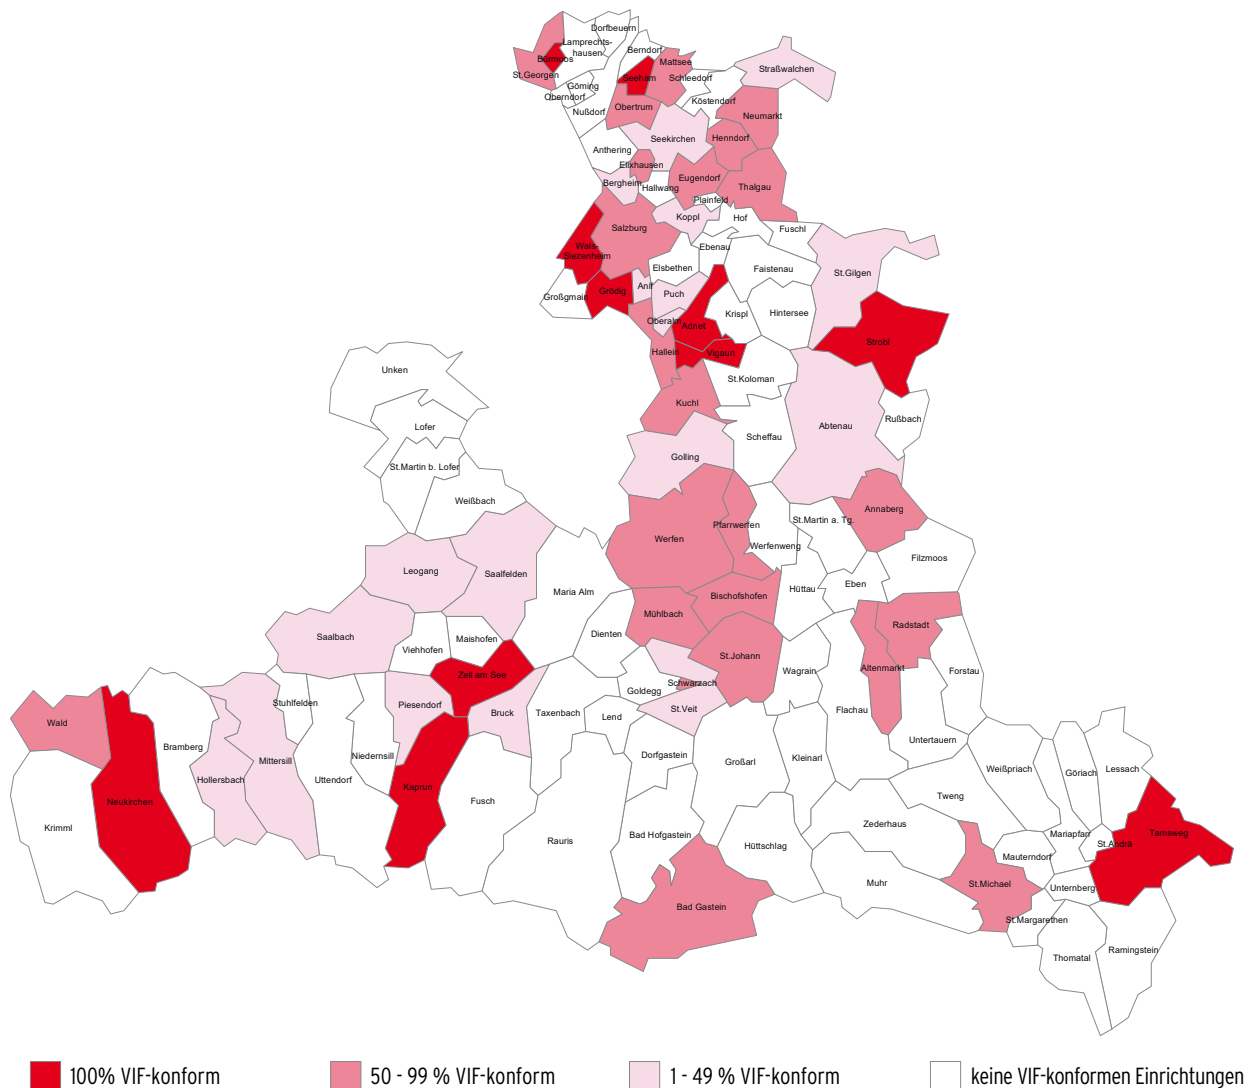 Dorfbeuern
Lamprechts-
hausen
Bürmoos
St.Georgen
Göming
Oberndorf
Nußdorf
Berndorf
Mattsee
Seeham
Schleedorf
Straßwalchen
Obertrum
Köstendorf
Neumarkt
Seekirchen
Henndorf
Anthering
Elixhausen
Eugendorf
Thalgau
Bergheim
Hallwang
Plainfeld
Koppl
Hof
Fuschl
Salzburg
Wals-
Siezenheim
Ebenau
Elsbethen
Faistenau
St.Gilgen
Großgmain
Grödig
Anif
Puch
Krispl
Hintersee
Oberalm
Adnet
Strobl
Hallein
Vigaun
St.Koloman
Kuchl
Abtenau
Rußbach
Scheffau
Golling
Unken
Lofer
St.Martin b. Lofer
Weißbach
Annaberg
Pfarrwerfen
St.Martin a. Tg.
Werfen
Werfenweng
Filzmoos
Leogang
Saalfelden
Maria Alm
Hüttau
Eben
Bischofshofen
Mühlbach
Radstadt
Saalbach
Viehhofen
Maishofen
Dienten
St.Johann
Altenmarkt
Forstau
Wagrain
Zell am See
Schwarzach
Goldegg
St.Veit
Flachau
Piesendorf
Bruck
Taxenbach
Lend
Stuhlfelden
Wald
Bramberg
Mittersill
Hollersbach
Uttendorf
Niedernsill
Kaprun
Fusch
Dorfgastein
Großarl
Kleinarl
Untertauern
Weißpriach
Göriach
Lessach
Neukirchen
Krimml
Rauris
Bad Hofgastein
Hüttschlag
Tweng
Zederhaus
Mariapfarr
St.Andrä
Tamsweg
Mauterndorf
Muhr
St.Michael
Unternberg
Bad Gastein
St.Margarethen
Thomatal
Ramingstein
100% VIF-konform
50 - 99 % VIF-konform
1 - 49 % VIF-konform
keine VIF-konformen Einrichtungen